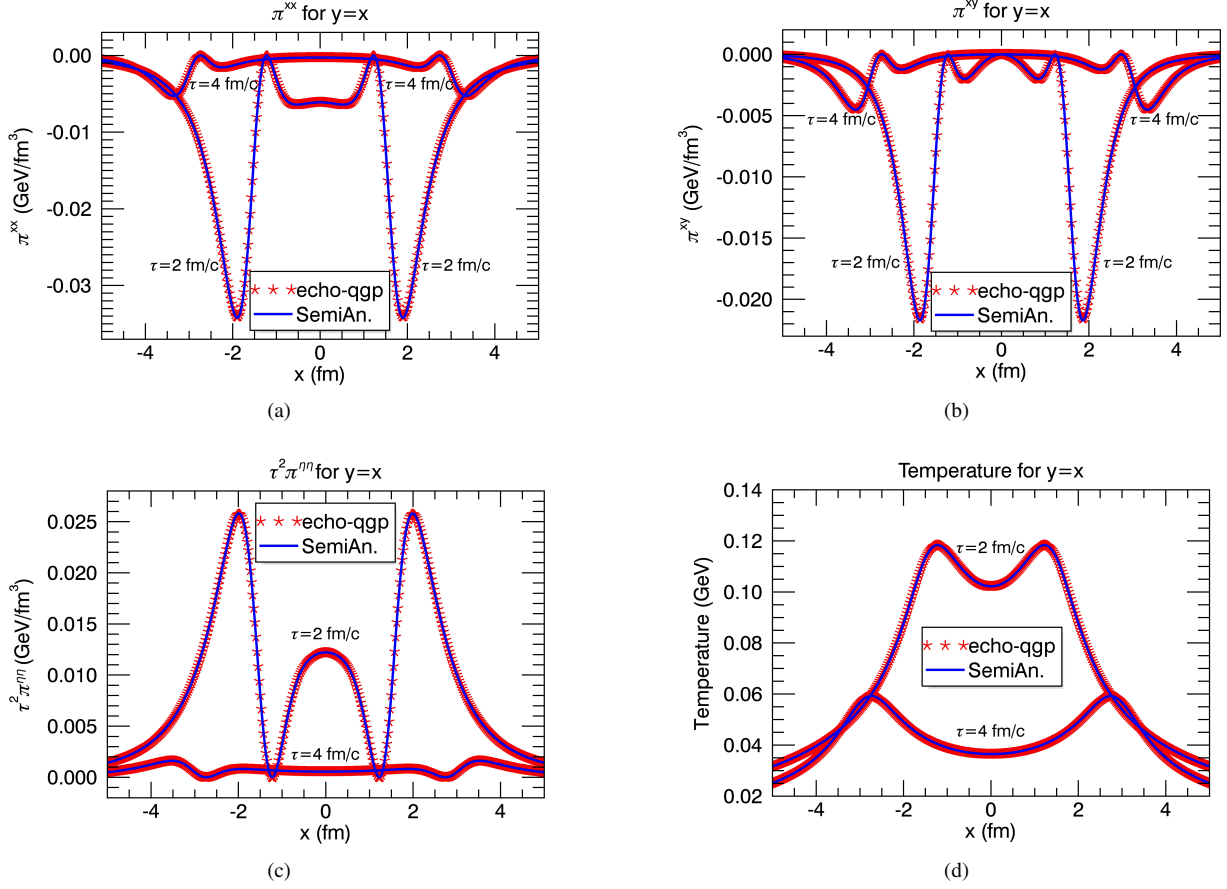 π^xx for y=x
0.00
-0.01
-0.02
-0.03
π^xx (GeV/fm^3)
τ=4 fm/c
τ=4 fm/c
τ=2 fm/c
τ=2 fm/c
echo-qgp
SemiAn.
-4 -2 0 2 4
x (fm)
(a)
π^xy for y=x
0.000
-0.005
-0.010
-0.015
-0.020
π^xy (GeV/fm^3)
τ=4 fm/c
τ=4 fm/c
τ=2 fm/c
τ=2 fm/c
echo-qgp
SemiAn.
-4 -2 0 2 4
x (fm)
(b)
τ^2 π^ηη for y=x
0.025
0.020
0.015
0.010
0.005
0.000
τ^2 π^ηη (GeV/fm^3)
echo-qgp
SemiAn.
τ=2 fm/c
τ=4 fm/c
-4 -2 0 2 4
x (fm)
(c)
Temperature for y=x
0.14
0.12
0.10
0.08
0.06
0.04
0.02
Temperature (GeV)
τ=2 fm/c
echo-qgp
SemiAn.
τ=4 fm/c
-4 -2 0 2 4
x (fm)
(d)